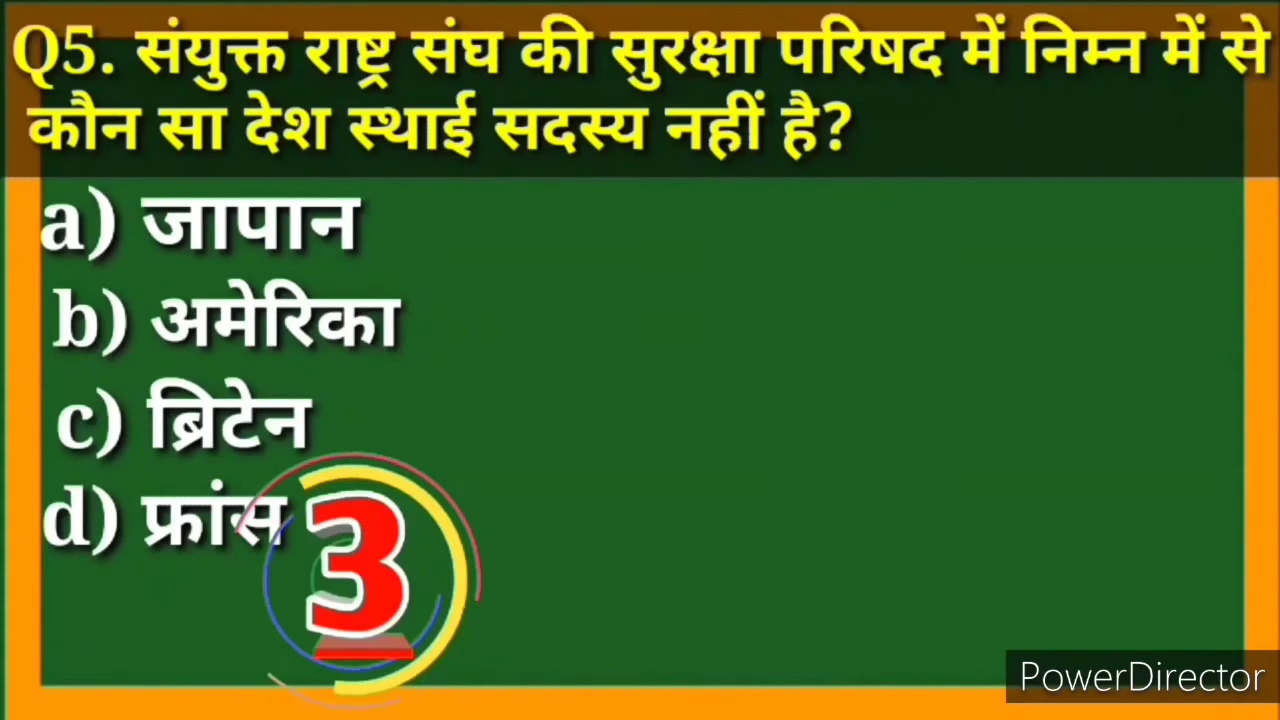 Q5. संयुक्त राष्ट्र संघ की सुरक्षा परिषद में निम्न में से
कौन सा देश स्थाई सदस्य नहीं है?
a) जापान
b) अमेरिका
c) ब्रिटेन
d) फ्रांस
3
PowerDirector